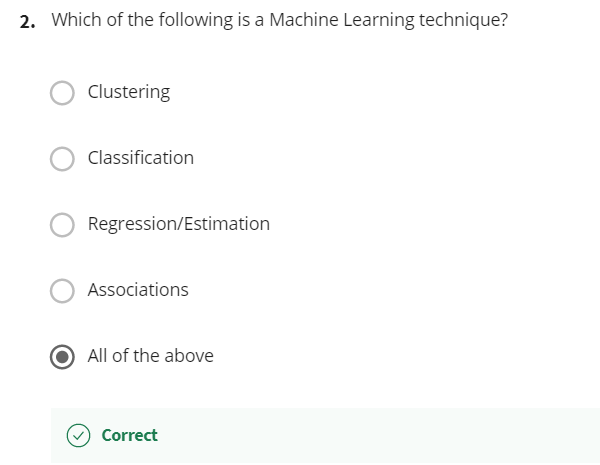 2. Which of the following is a Machine Learning technique?
Clustering
Classification
Regression/Estimation
Associations
All of the above
Correct